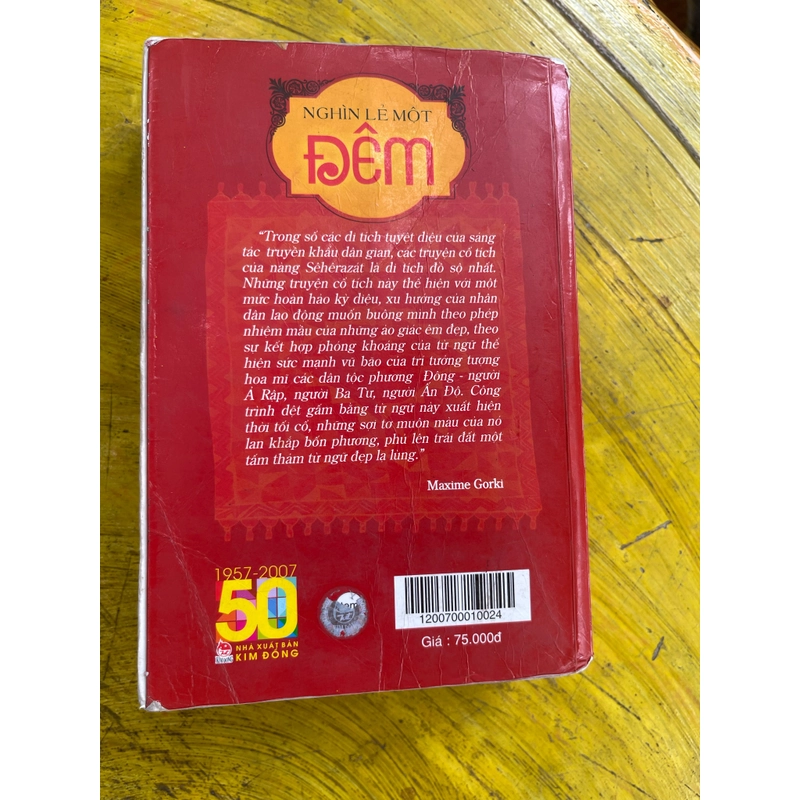 NGHÌN LẺ MỘT
ĐÊM
“Trong số các di tích tuyệt diệu của sáng
tác truyền khẩu dân gian, các truyện cổ tích
của nàng Sêhêrazát là di tích đồ sộ nhất.
Những truyện cổ tích này thể hiện với một
mức hoàn hảo kỳ diệu, xu hướng của nhân
dân lao động muốn buông mình theo phép
nhiệm mầu của những ảo giác êm đẹp, theo
sự kết hợp phóng khoáng của từ ngữ thể
hiện sức mạnh vũ bão của trí tưởng tượng
hoa mĩ các dân tộc phương Đông - người
Ả Rập, người Ba Tư, người Ấn Độ. Công
trình dệt gấm bằng từ ngữ này xuất hiện
thời tối cổ, những sợi tơ muôn màu của nó
lan khắp bốn phương, phủ lên trái đất một
tấm thảm từ ngữ đẹp lạ lùng.”
Maxime Gorki
1957-2007
50
NHÀ XUẤT BẢN
KIM ĐỒNG
1200700010024
Giá : 75.000đ